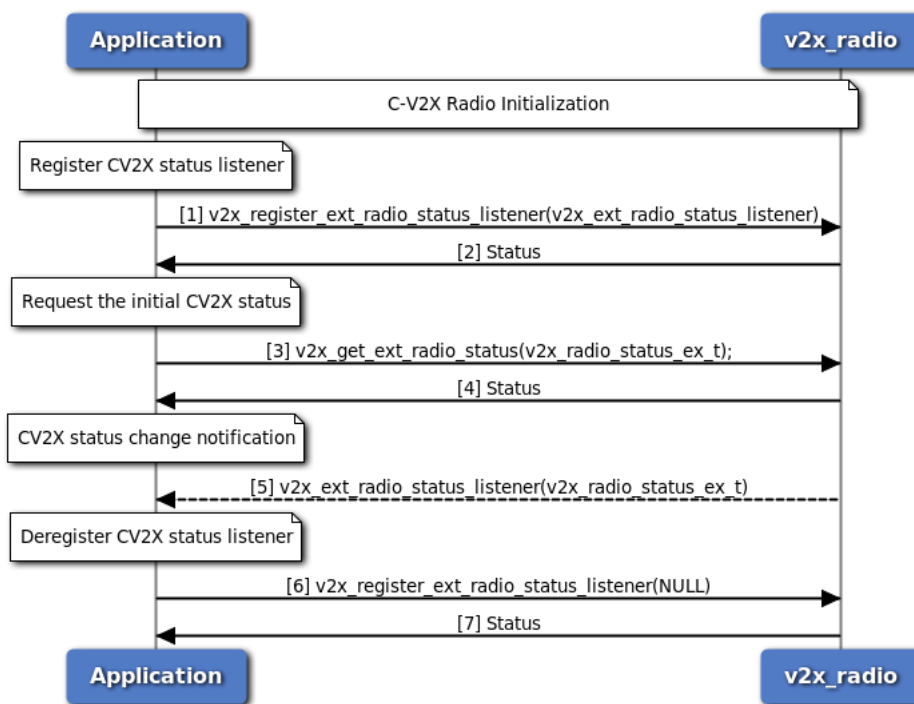 Application
v2x_radio
C-V2X Radio Initialization
Register CV2X status listener
[1] v2x_register_ext_radio_status_listener(v2x_ext_radio_status_listener)
[2] Status
Request the initial CV2X status
[3] v2x_get_ext_radio_status(v2x_radio_status_ex_t);
[4] Status
CV2X status change notification
[5] v2x_ext_radio_status_listener(v2x_radio_status_ex_t)
Deregister CV2X status listener
[6] v2x_register_ext_radio_status_listener(NULL)
[7] Status
Application
v2x_radio